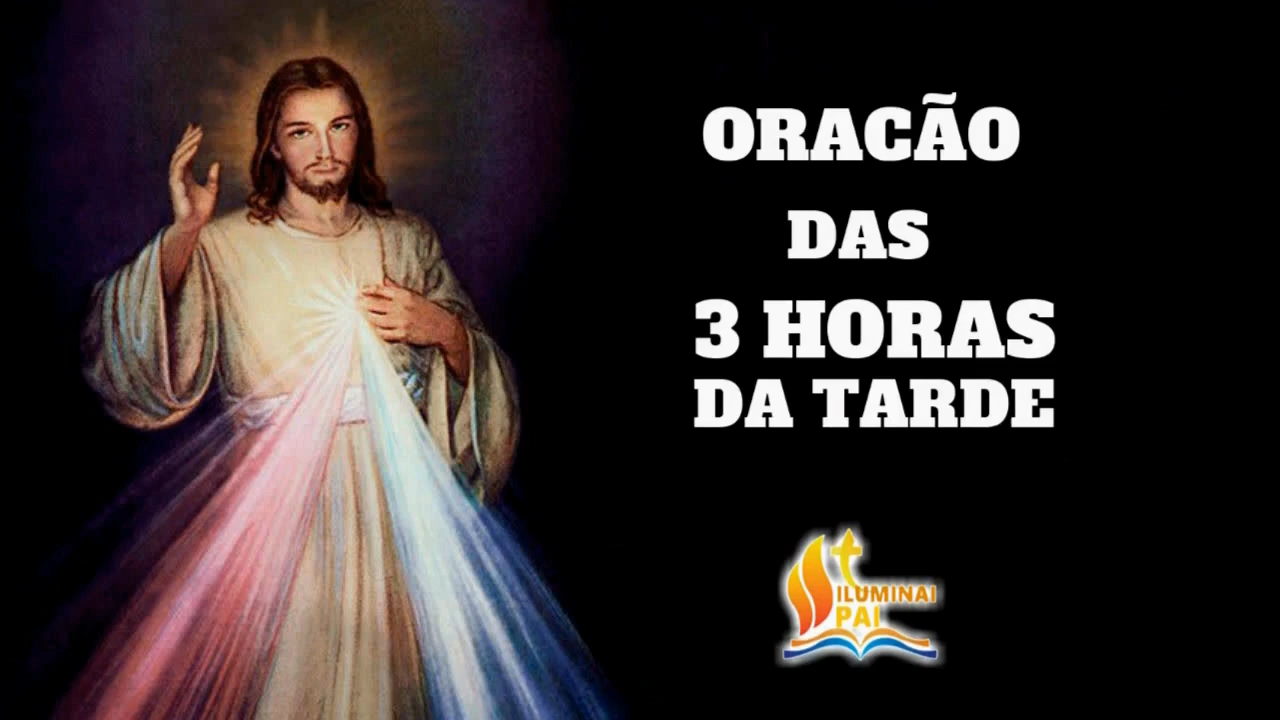 ORACÃO
DAS
3 HORAS
DA TARDE
ILUMINAI
PAI